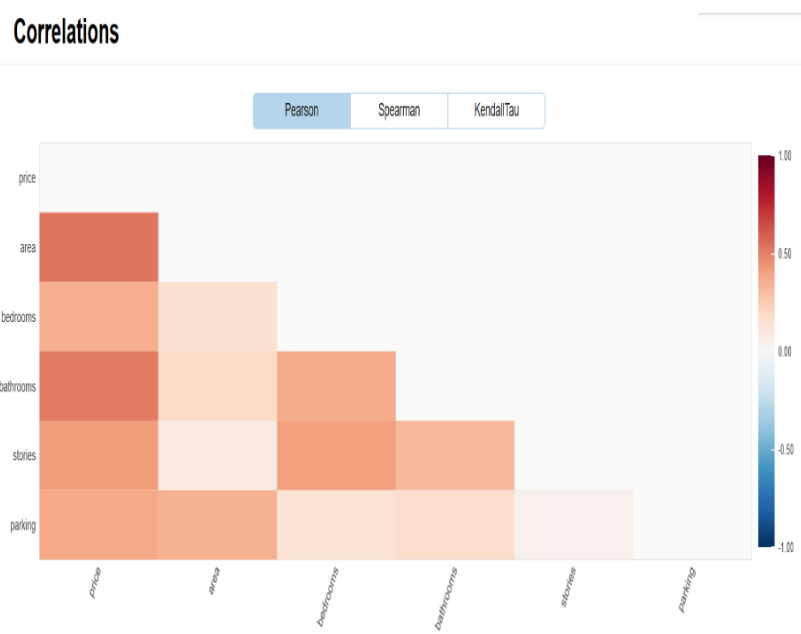 Correlations
Pearson Spearman KendallTau
price
area
bedrooms
bathrooms
stories
parking
1.00
0.50
0.00
-0.50
-1.00
price area bedrooms bathrooms stories parking